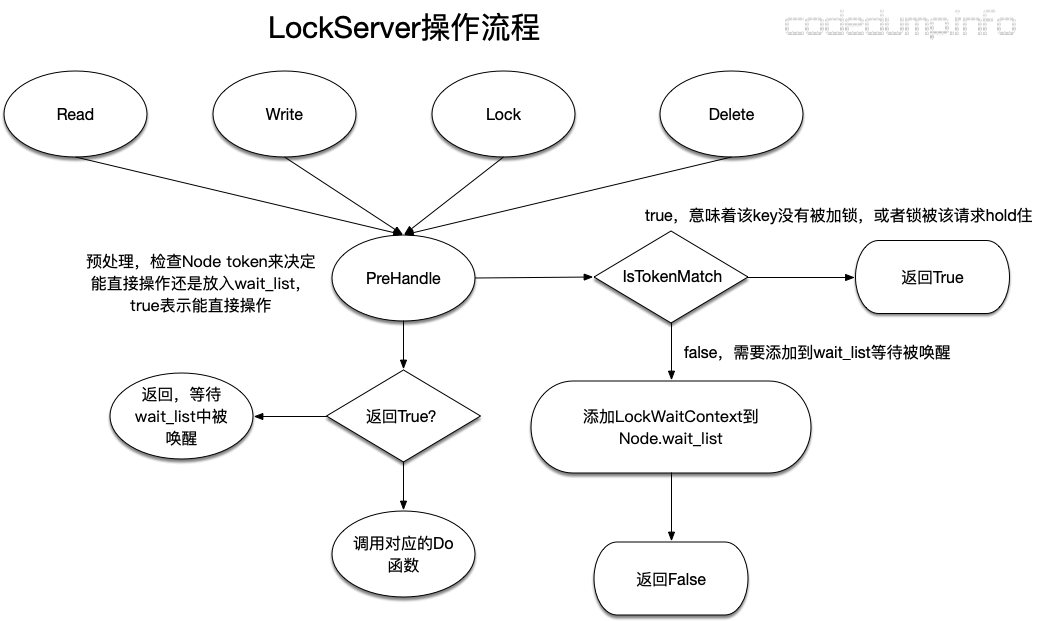 LockServer操作流程
codedumpinfo
Read
Write
Lock
Delete
true，意味着该key没有被加锁，或者锁被该请求hold住
预处理，检查Node token来决定
能直接操作还是放入wait_list，
true表示能直接操作
PreHandle
IsTokenMatch
返回True
false，需要添加到wait_list等待被唤醒
返回，等待
wait_list中被
唤醒
返回True?
添加LockWaitContext到
Node.wait_list
调用对应的Do
函数
返回False